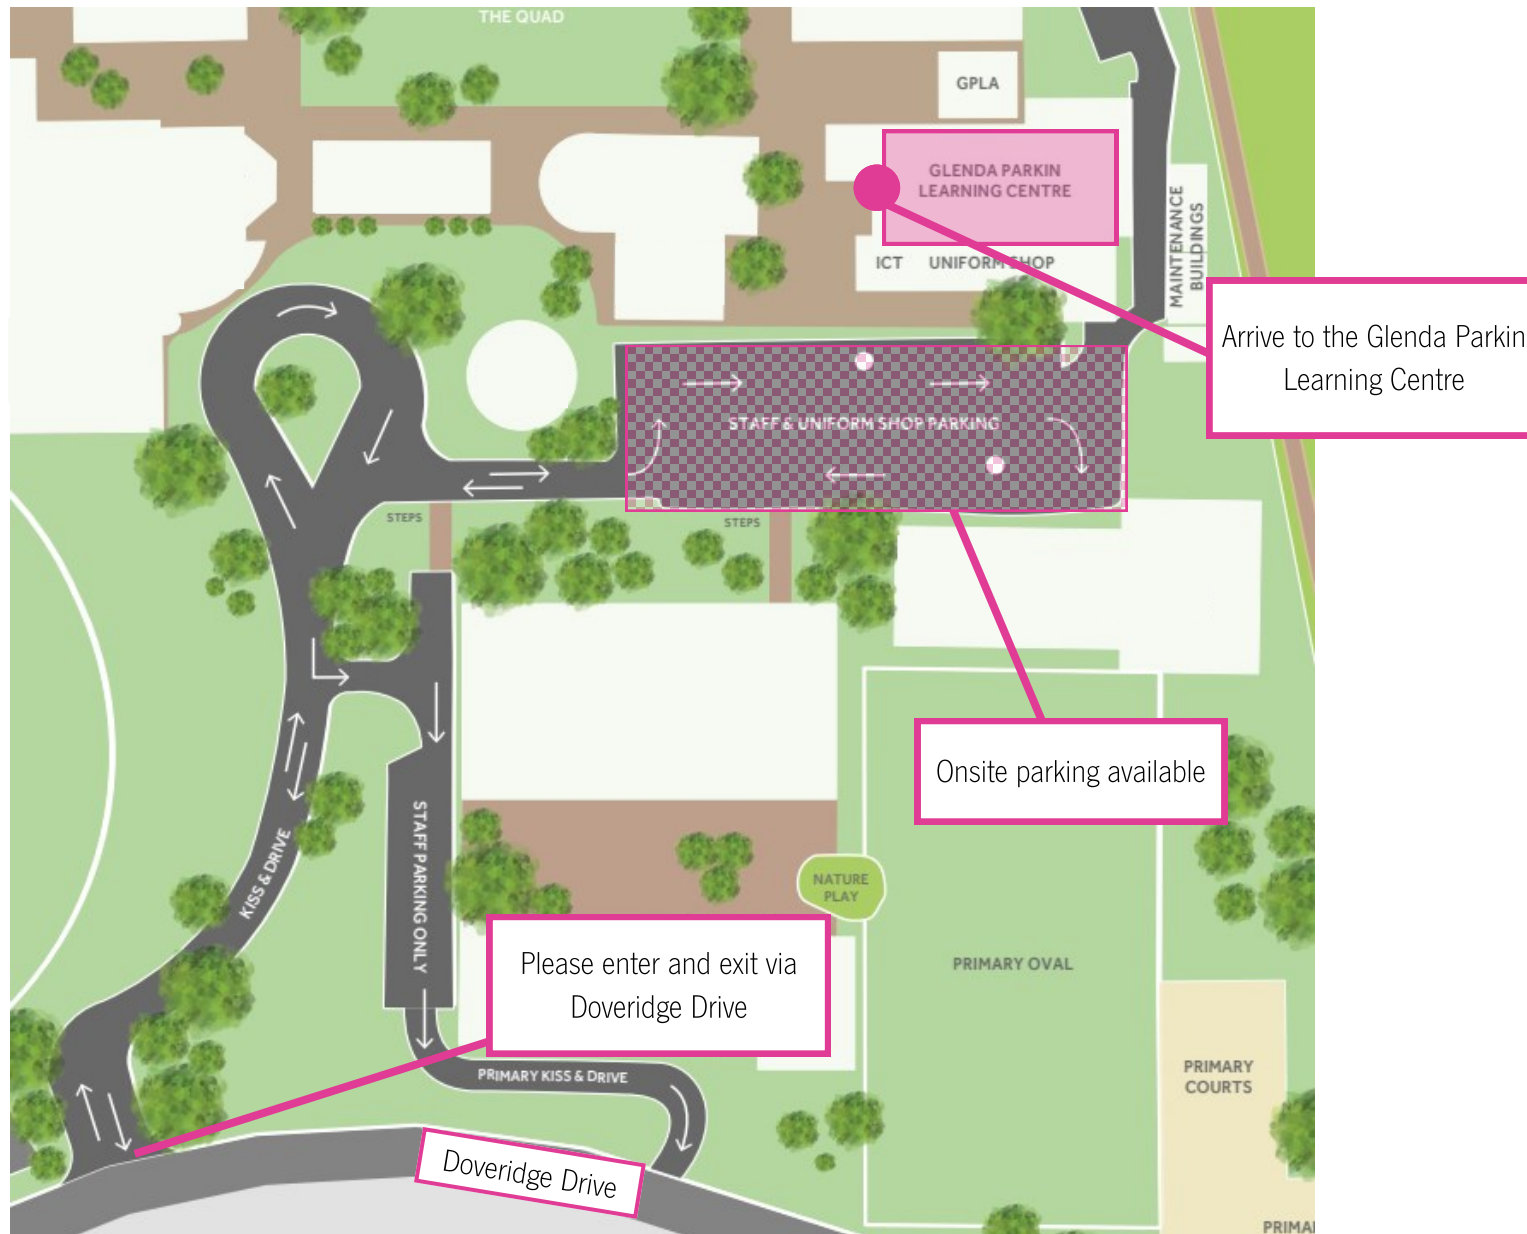 THE QUAD
GPLA
GLENDA PARKIN
LEARNING CENTRE
MAINTENANCE
BUILDINGS
ICT
UNIFORM SHOP
Arrive to the Glenda Parkin
Learning Centre
STAFF & UNIFORM SHOP PARKING
STEPS
STEPS
Onsite parking available
KISS & DRIVE
STAFF PARKING ONLY
NATURE
PLAY
Please enter and exit via
Doveridge Drive
PRIMARY OVAL
PRIMARY KISS & DRIVE
PRIMARY
COURTS
Doveridge Drive
PRIMA